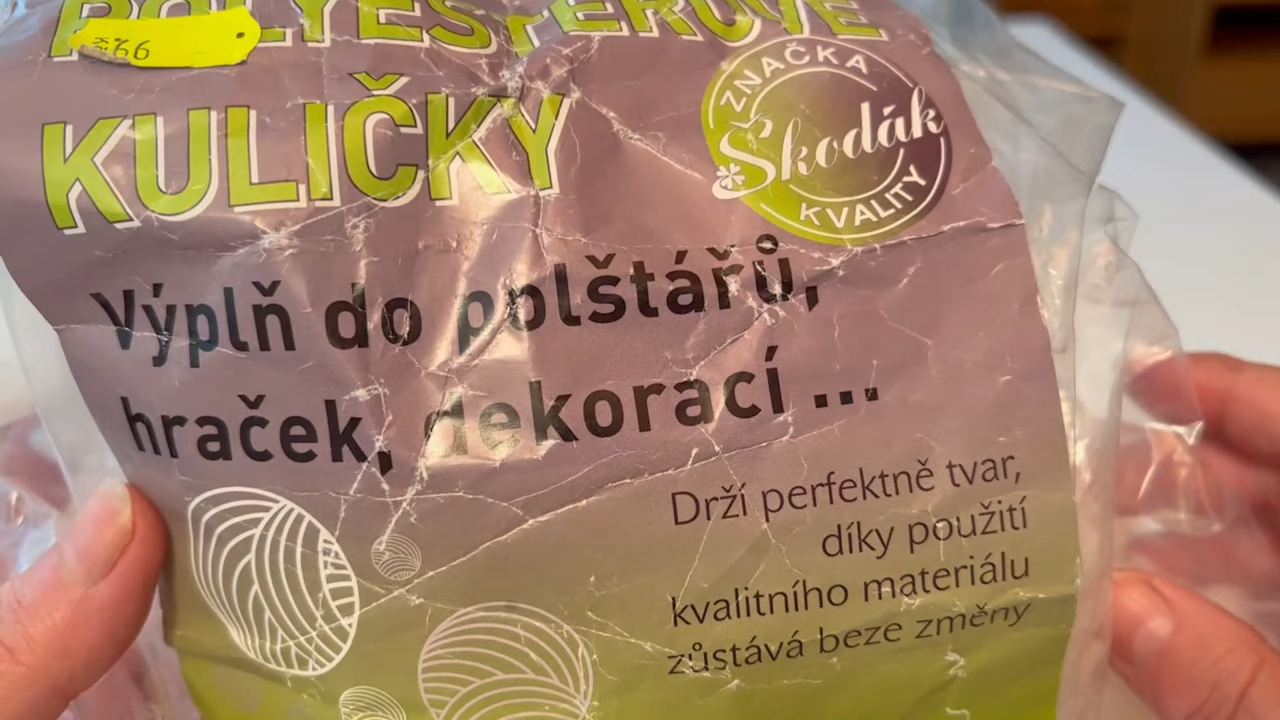 POLYESTEROVÉ
KULIČKY
ZNAČKA
Škodák
KVALITY
Výplň do polštářů,
hraček, dekorací ...
Drží perfektně tvar,
díky použití
kvalitního materiálu
zůstává beze změny